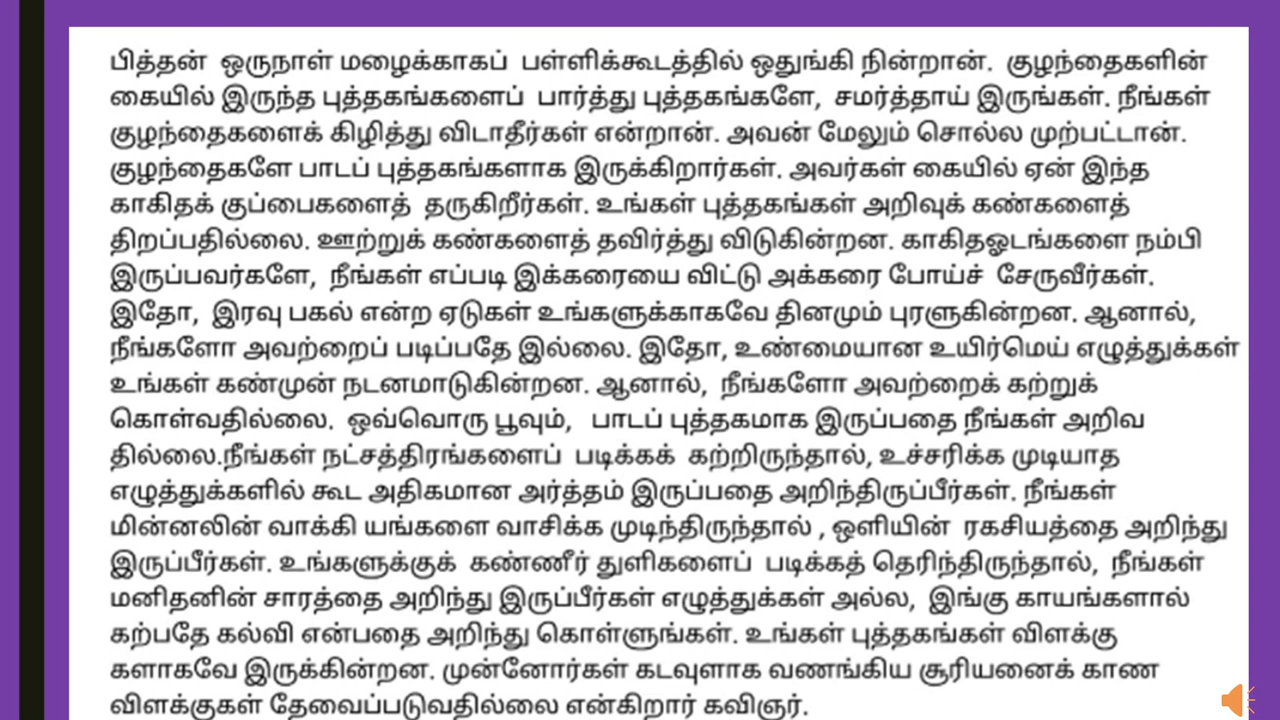 பித்தன் ஒருநாள் மழைக்காகப் பள்ளிக்கூடத்தில் ஒதுங்கி நின்றான். குழந்தைகளின்
கையில் இருந்த புத்தகங்களைப் பார்த்து புத்தகங்களே, சமர்த்தாய் இருங்கள். நீங்கள்
குழந்தைகளைக் கிழித்து விடாதீர்கள் என்றான். அவன் மேலும் சொல்ல முற்பட்டான்.
குழந்தைகளே பாடப் புத்தகங்களாக இருக்கிறார்கள். அவர்கள் கையில் ஏன் இந்த
காகிதக் குப்பைகளைத் தருகிறீர்கள். உங்கள் புத்தகங்கள் அறிவுக் கண்களைத்
திறப்பதில்லை. ஊற்றுக் கண்களைத் தவிர்த்து விடுகின்றன. காகிதஓடங்களை நம்பி
இருப்பவர்களே, நீங்கள் எப்படி இக்கரையை விட்டு அக்கரை போய்ச் சேருவீர்கள்.
இதோ, இரவு பகல் என்ற ஏடுகள் உங்களுக்காகவே தினமும் புரளுகின்றன. ஆனால்,
நீங்களோ அவற்றைப் படிப்பதே இல்லை. இதோ, உண்மையான உயிர்மெய் எழுத்துக்கள்
உங்கள் கண்முன் நடனமாடுகின்றன. ஆனால், நீங்களோ அவற்றைக் கற்றுக்
கொள்வதில்லை. ஒவ்வொரு பூவும், பாடப் புத்தகமாக இருப்பதை நீங்கள் அறிவ
தில்லை.நீங்கள் நட்சத்திரங்களைப் படிக்கக் கற்றிருந்தால், உச்சரிக்க முடியாத
எழுத்துக்களில் கூட அதிகமான அர்த்தம் இருப்பதை அறிந்திருப்பீர்கள். நீங்கள்
மின்னலின் வாக்கி யங்களை வாசிக்க முடிந்திருந்தால் , ஒளியின் ரகசியத்தை அறிந்து
இருப்பீர்கள். உங்களுக்குக் கண்ணீர் துளிகளைப் படிக்கத் தெரிந்திருந்தால், நீங்கள்
மனிதனின் சாரத்தை அறிந்து இருப்பீர்கள் எழுத்துக்கள் அல்ல, இங்கு காயங்களால்
கற்பதே கல்வி என்பதை அறிந்து கொள்ளுங்கள். உங்கள் புத்தகங்கள் விளக்கு
களாகவே இருக்கின்றன. முன்னோர்கள் கடவுளாக வணங்கிய சூரியனைக் காண
விளக்குகள் தேவைப்படுவதில்லை என்கிறார் கவிஞர்.